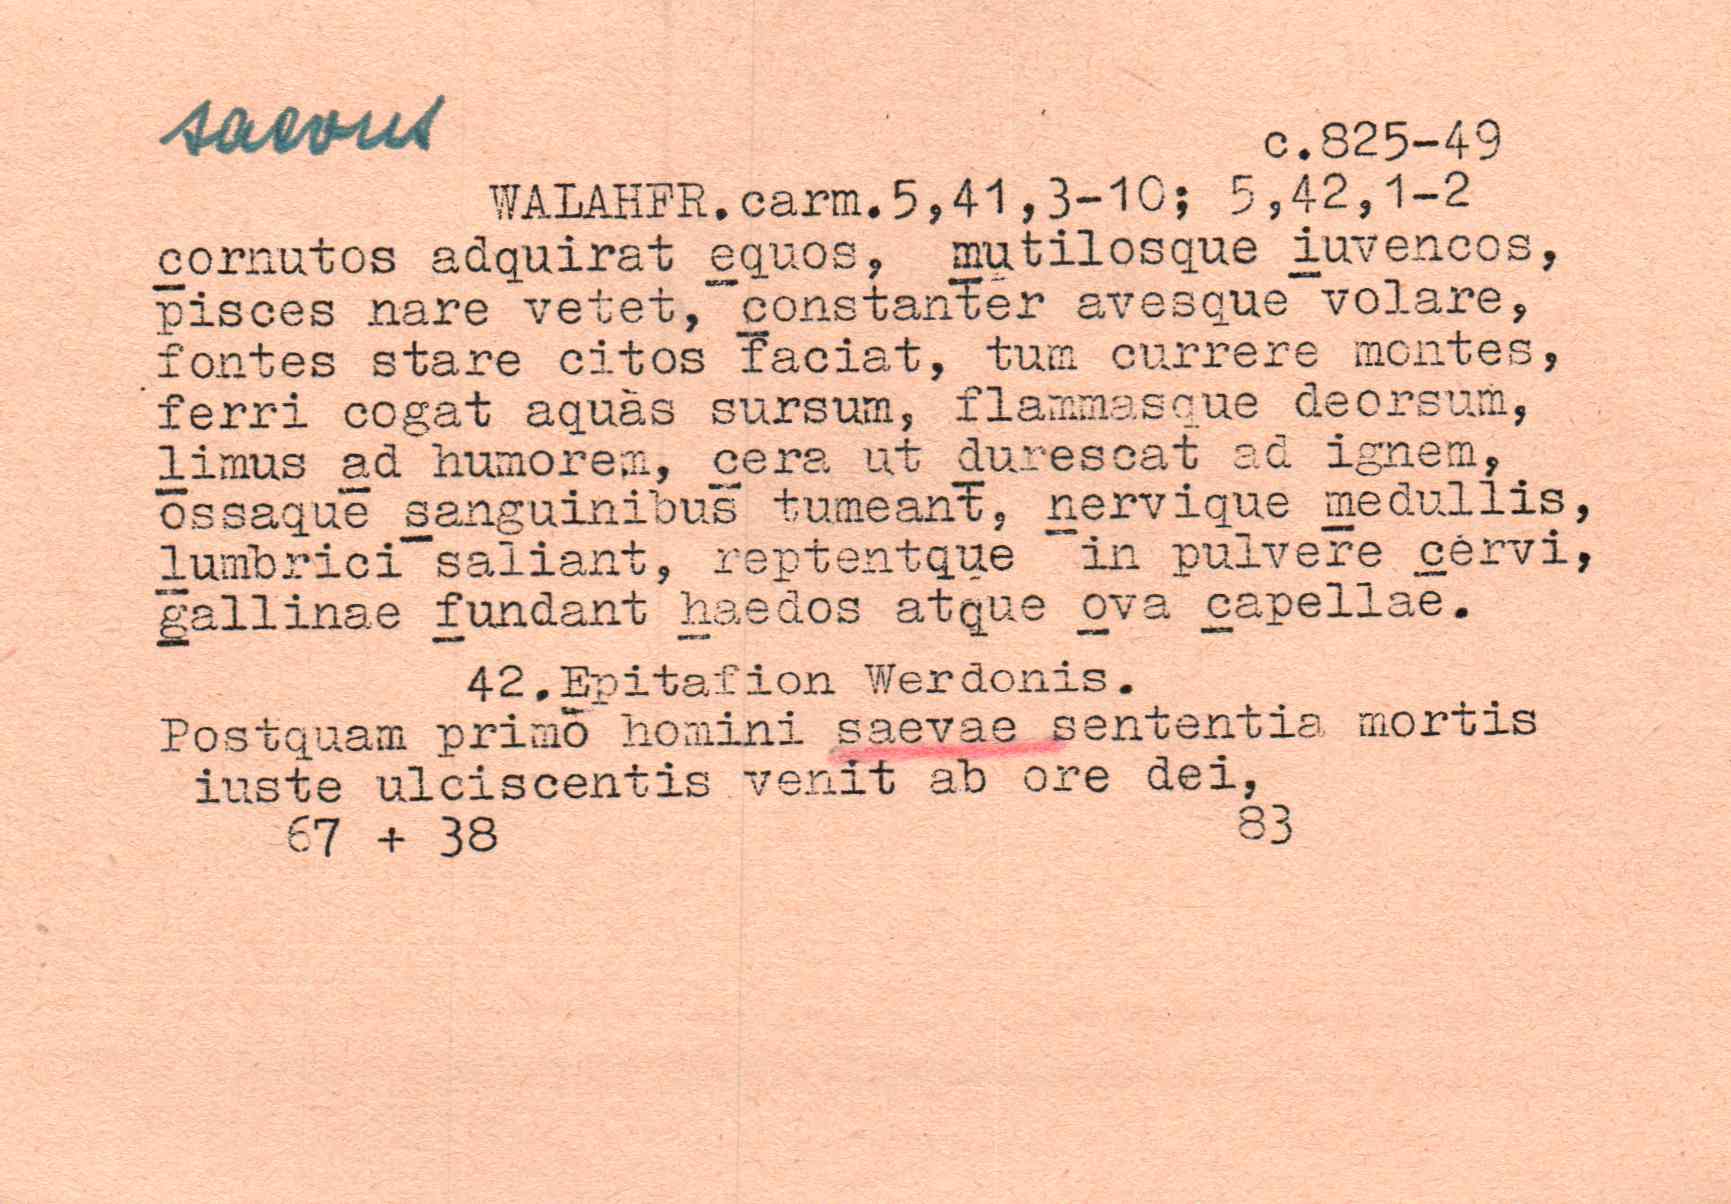 saevus
c.825-49
WALAHFR.carm.5,41,3-10; 5,42,1-2
cornutos adquirat equos, mutilosque iuvencos,
pisces nare vetet, constanter avesque volare,
fontes stare citos faciat, tum currere montes,
ferri cogat aquas sursum, flammasque deorsum,
limus ad humorem, cera ut durescat ad ignem,
ossaque sanguinibus tumeant, nervique medullis,
lumbrici saliant, reptentque in pulvere cervi,
gallinae fundant haedos atque ova capellae.
42.Epitafion Werdonis.
Postquam primo homini saevae sententia mortis
iuste ulciscentis venit ab ore dei,
67 + 38 83